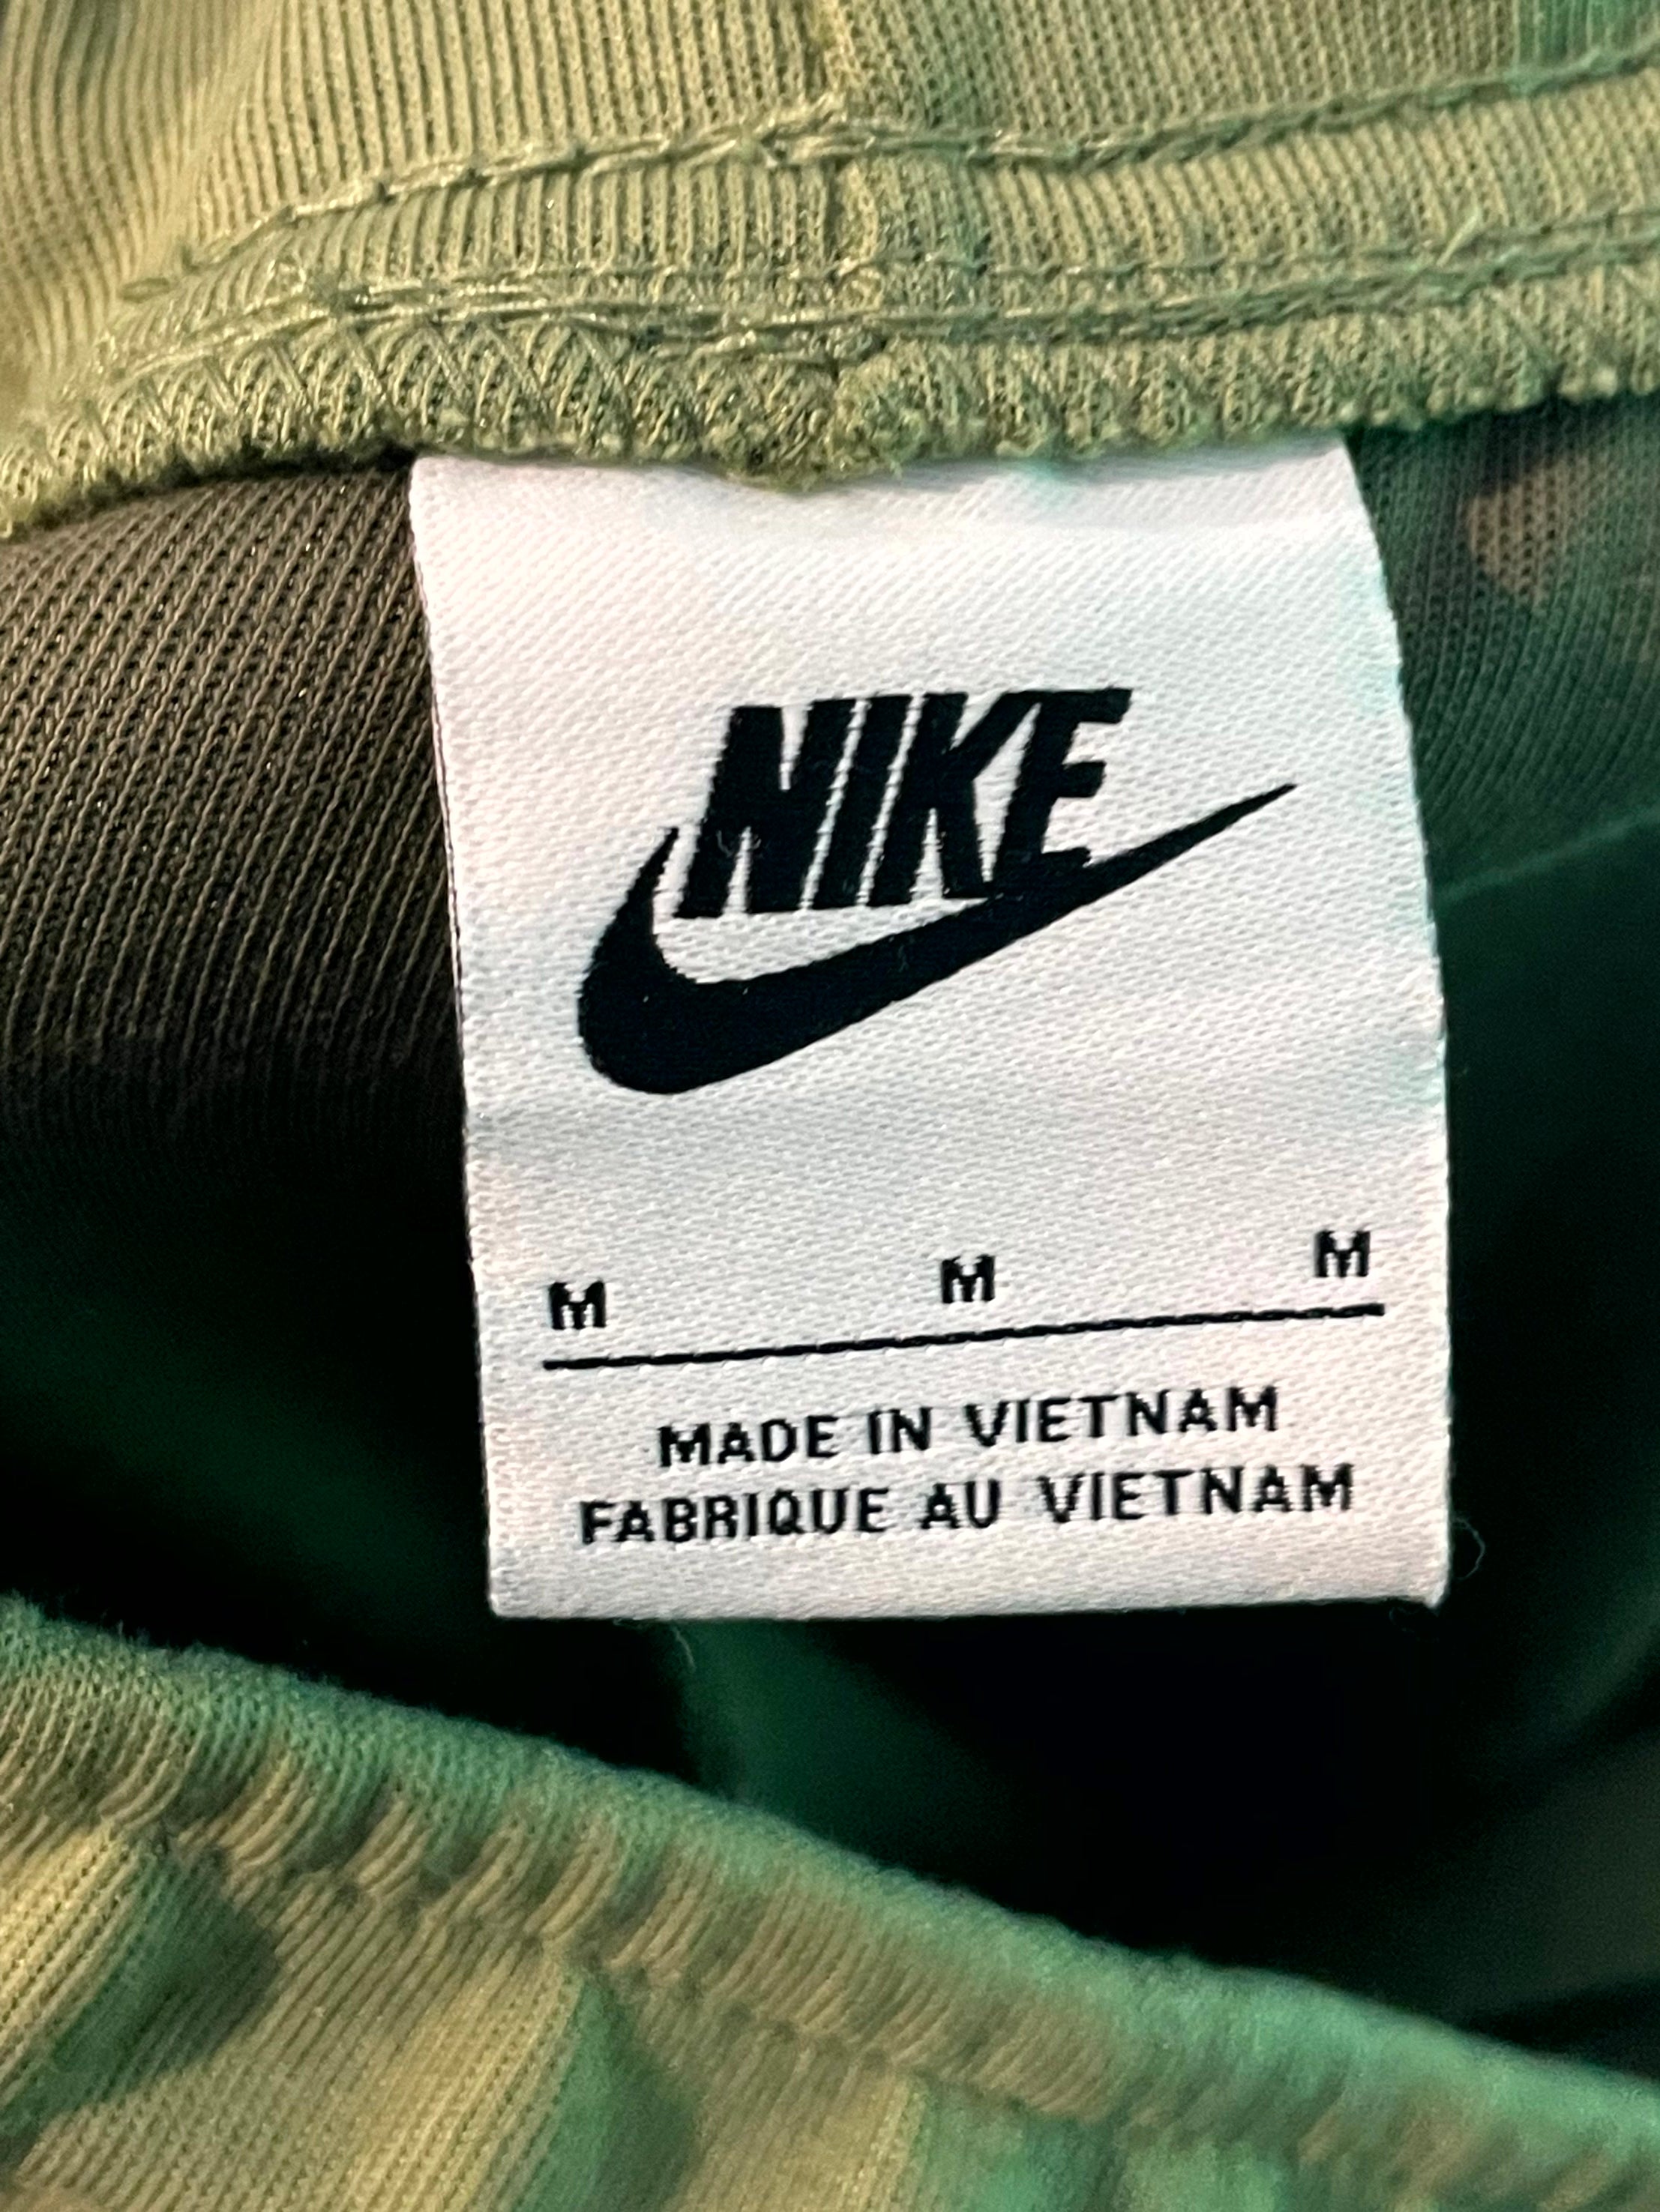 NIKE
M M M
MADE IN VIETNAM
FABRIQUE AU VIETNAM